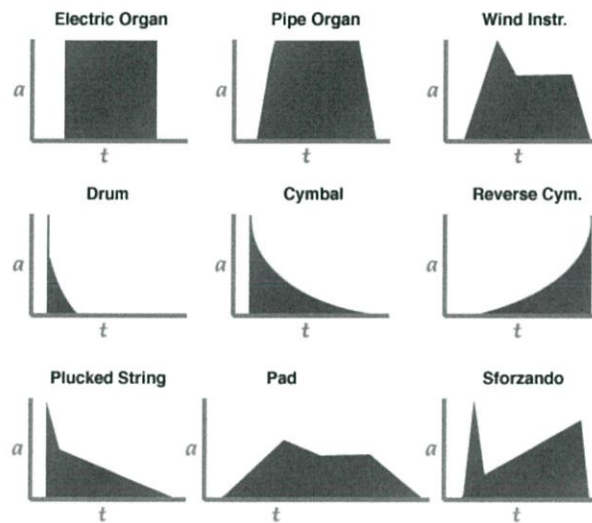 Electric Organ Pipe Organ Wind Instr.
a a a
t t t
Drum Cymbal Reverse Cym.
a a a
t t t
Plucked String Pad Sforzando
a a a
t t t